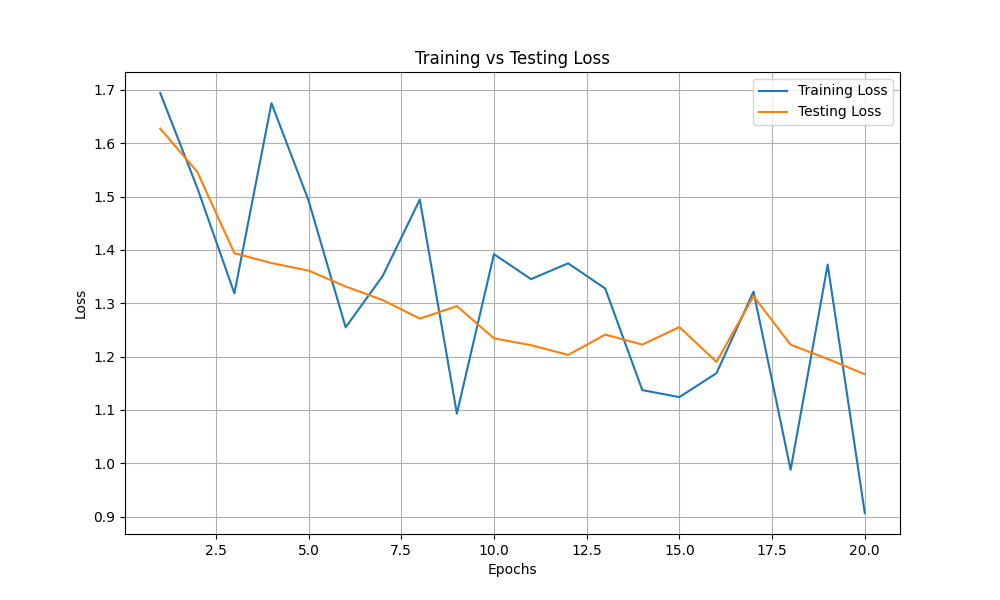 Training vs Testing Loss
Training Loss
Testing Loss
1.7
1.6
1.5
1.4
1.3
1.2
1.1
1.0
0.9
Loss
2.5 5.0 7.5 10.0 12.5 15.0 17.5 20.0
Epochs